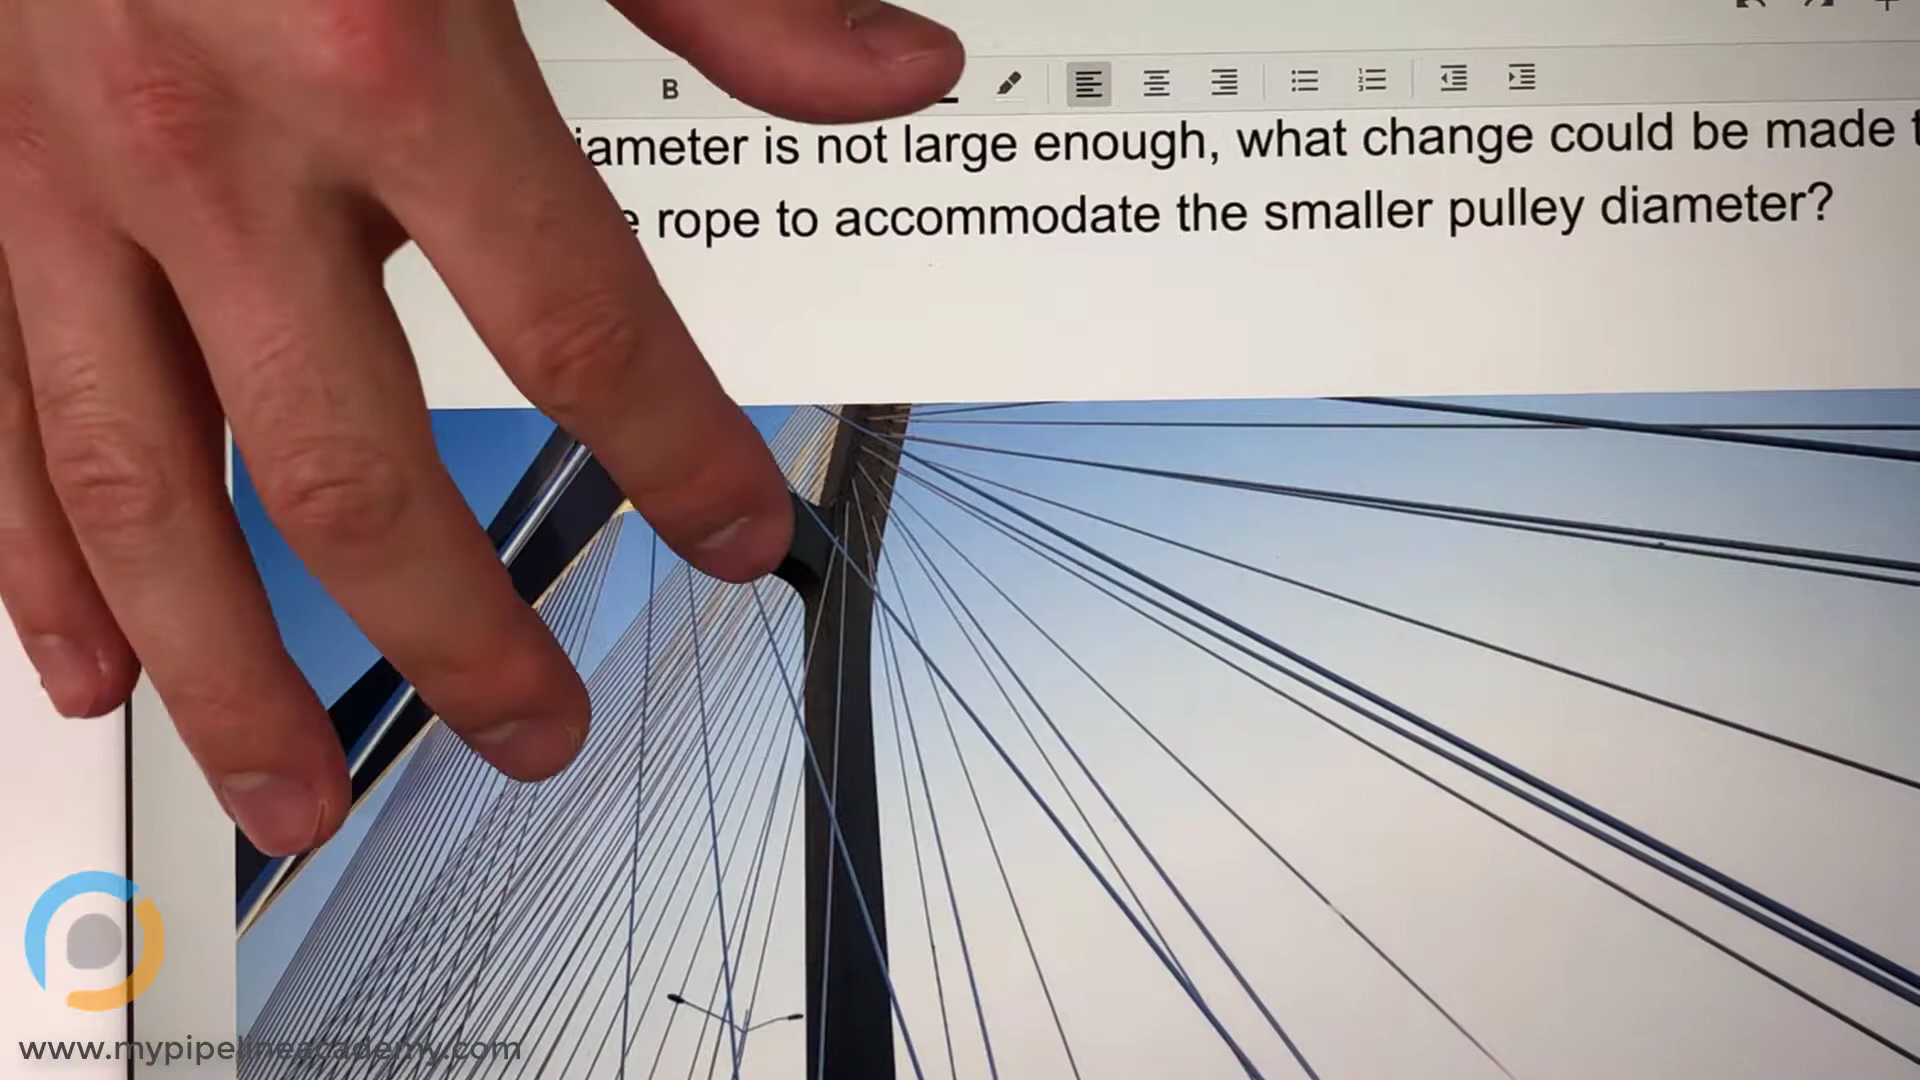 B
iameter is not large enough, what change could be made t
e rope to accommodate the smaller pulley diameter?
www.mypipelineacademy.com